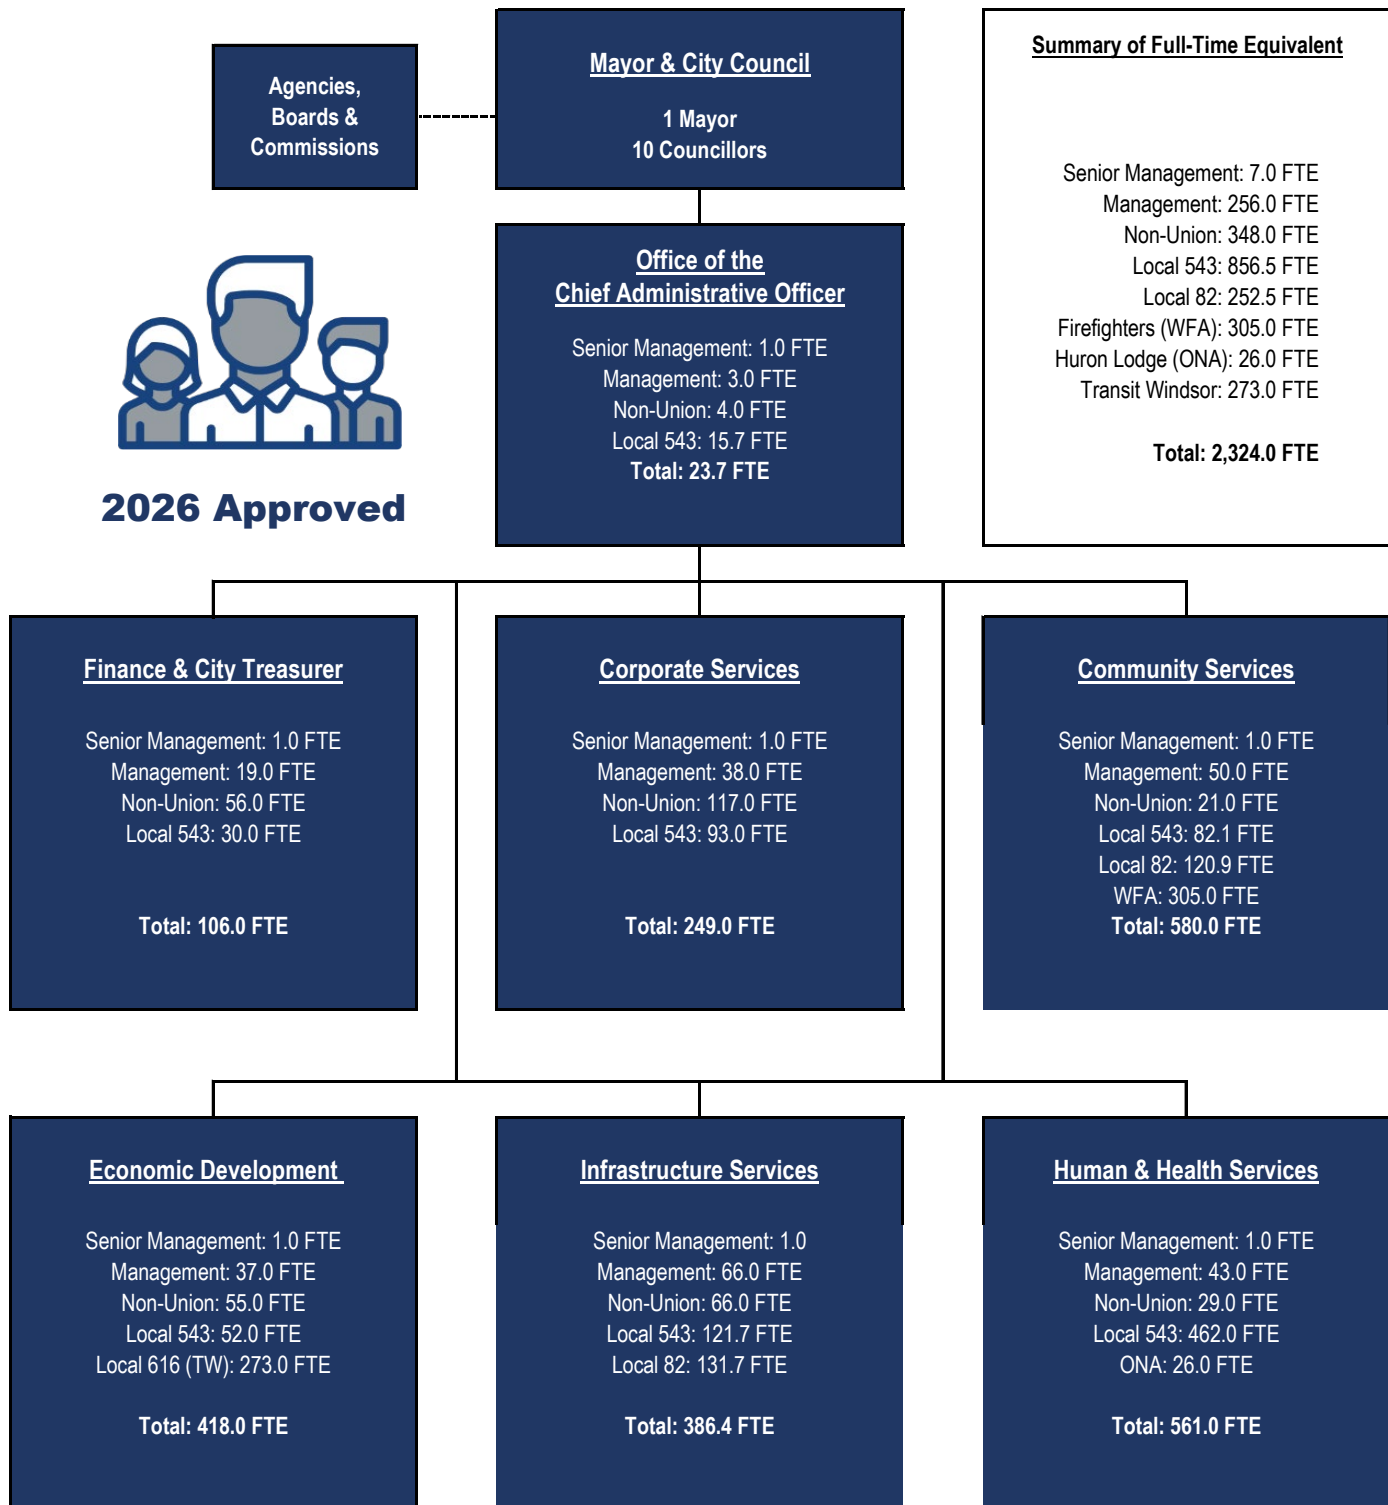 Agencies,
Boards &
Commissions
Mayor & City Council
1 Mayor
10 Councillors
Summary of Full-Time Equivalent
Senior Management: 7.0 FTE
Management: 256.0 FTE
Non-Union: 348.0 FTE
Local 543: 856.5 FTE
Local 82: 252.5 FTE
Firefighters (WFA): 305.0 FTE
Huron Lodge (ONA): 26.0 FTE
Transit Windsor: 273.0 FTE
Total: 2,324.0 FTE
2026 Approved
Office of the
Chief Administrative Officer
Senior Management: 1.0 FTE
Management: 3.0 FTE
Non-Union: 4.0 FTE
Local 543: 15.7 FTE
Total: 23.7 FTE
Finance & City Treasurer
Senior Management: 1.0 FTE
Management: 19.0 FTE
Non-Union: 56.0 FTE
Local 543: 30.0 FTE
Total: 106.0 FTE
Corporate Services
Senior Management: 1.0 FTE
Management: 38.0 FTE
Non-Union: 117.0 FTE
Local 543: 93.0 FTE
Total: 249.0 FTE
Community Services
Senior Management: 1.0 FTE
Management: 50.0 FTE
Non-Union: 21.0 FTE
Local 543: 82.1 FTE
Local 82: 120.9 FTE
WFA: 305.0 FTE
Total: 580.0 FTE
Economic Development
Senior Management: 1.0 FTE
Management: 37.0 FTE
Non-Union: 55.0 FTE
Local 543: 52.0 FTE
Local 616 (TW): 273.0 FTE
Total: 418.0 FTE
Infrastructure Services
Senior Management: 1.0
Management: 66.0 FTE
Non-Union: 66.0 FTE
Local 543: 121.7 FTE
Local 82: 131.7 FTE
Total: 386.4 FTE
Human & Health Services
Senior Management: 1.0 FTE
Management: 43.0 FTE
Non-Union: 29.0 FTE
Local 543: 462.0 FTE
ONA: 26.0 FTE
Total: 561.0 FTE